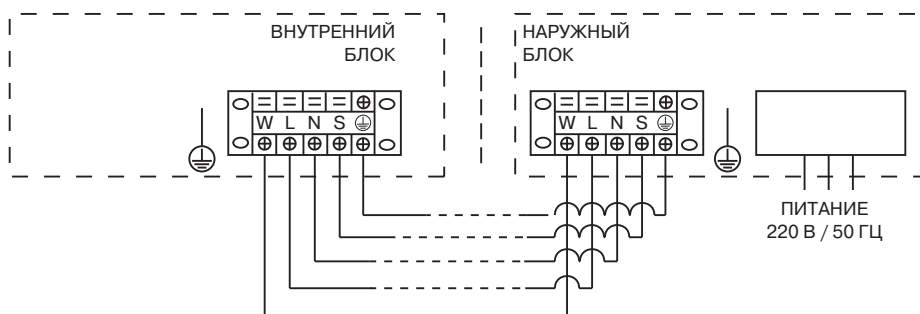 ВНУТРЕННИЙ
БЛОК
НАРУЖНЫЙ
БЛОК
W L N S
W L N S
ПИТАНИЕ
220 В / 50 ГЦ